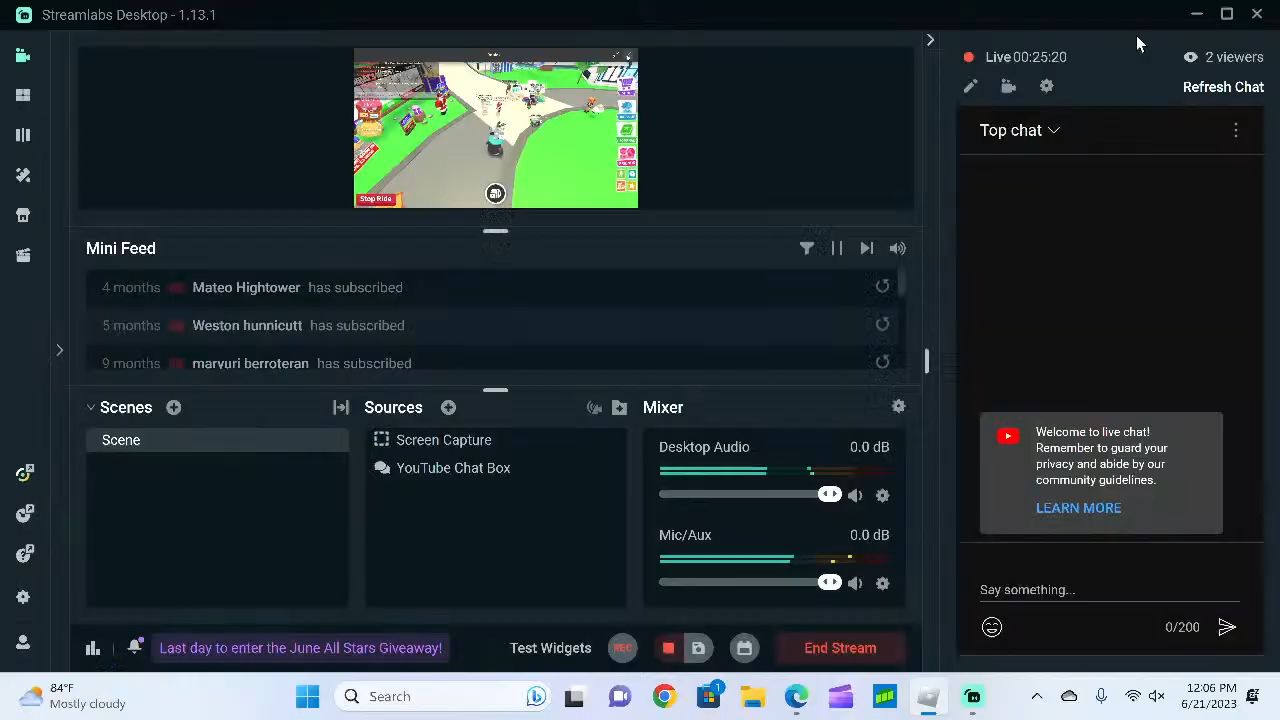 Streamlabs Desktop - 1.13.1
Live 00:25:20
2 viewers
Refresh Chat
Top chat
Stop Ride
Mini Feed
4 months Mateo Hightower has subscribed
5 months Weston hunnicutt has subscribed
9 months maryuri berroteran has subscribed
Scenes
Scene
Sources
Screen Capture
YouTube Chat Box
Mixer
Desktop Audio 0.0 dB
Mic/Aux 0.0 dB
Welcome to live chat!
Remember to guard your
privacy and abide by our
community guidelines.
LEARN MORE
Say something...
0/200
Last day to enter the June All Stars Giveaway!
Test Widgets
REC
End Stream
84°F
Mostly cloudy
Search
1
12:06 PM
6/21/2023